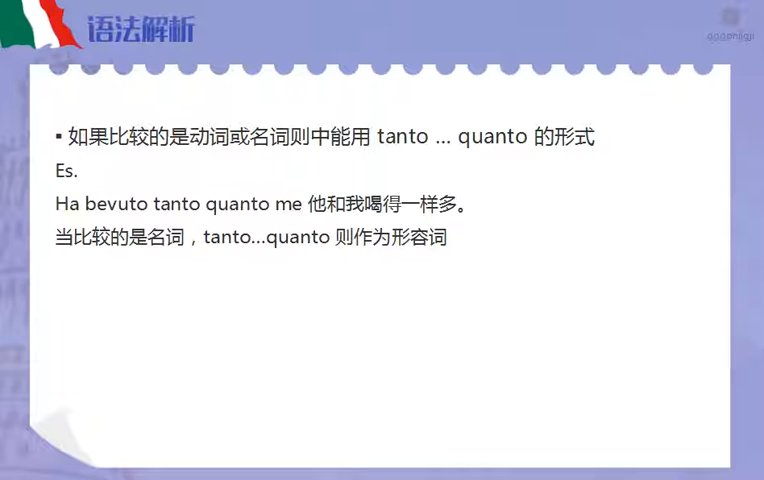 语法解析
▪ 如果比较的是动词或名词则中能用 tanto ... quanto 的形式
Es.
Ha bevuto tanto quanto me 他和我喝得一样多。
当比较的是名词，tanto...quanto 则作为形容词